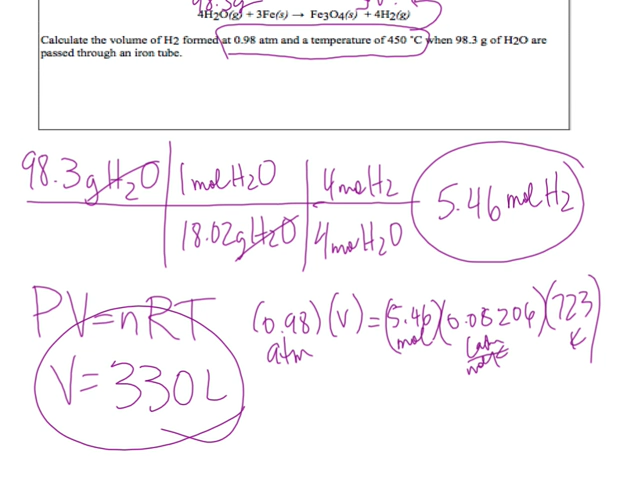 4H2O(g) + 3Fe(s) → Fe3O4(s) + 4H2(g)
Calculate the volume of H2 formed at 0.98 atm and a temperature of 450 °C when 98.3 g of H2O are
passed through an iron tube.
98.3g H2O | 1 mol H2O | 4 mol H2
18.02g H2O | 4 mol H2O
5.46 mol H2
PV=nRT (0.98)(V) = (5.46)(0.08206)(723)
atm mol K
V=330L